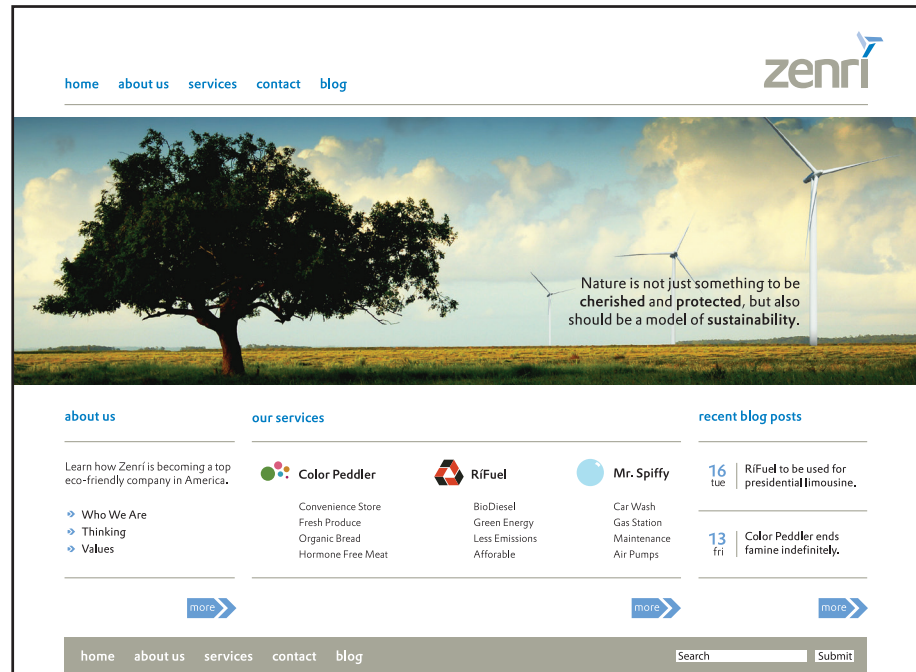 home about us services contact blog
zenrí
Nature is not just something to be
cherished and protected, but also
should be a model of sustainability.
about us
Learn how Zenrí is becoming a top
eco-friendly company in America.
Who We Are
Thinking
Values
more
our services
Color Peddler
Convenience Store
Fresh Produce
Organic Bread
Hormone Free Meat
RíFuel
BioDiesel
Green Energy
Less Emissions
Afforable
Mr. Spiffy
Car Wash
Gas Station
Maintenance
Air Pumps
more
recent blog posts
16
tue
RíFuel to be used for
presidential limousine.
13
fri
Color Peddler ends
famine indefinitely.
more
home about us services contact blog
Search Submit